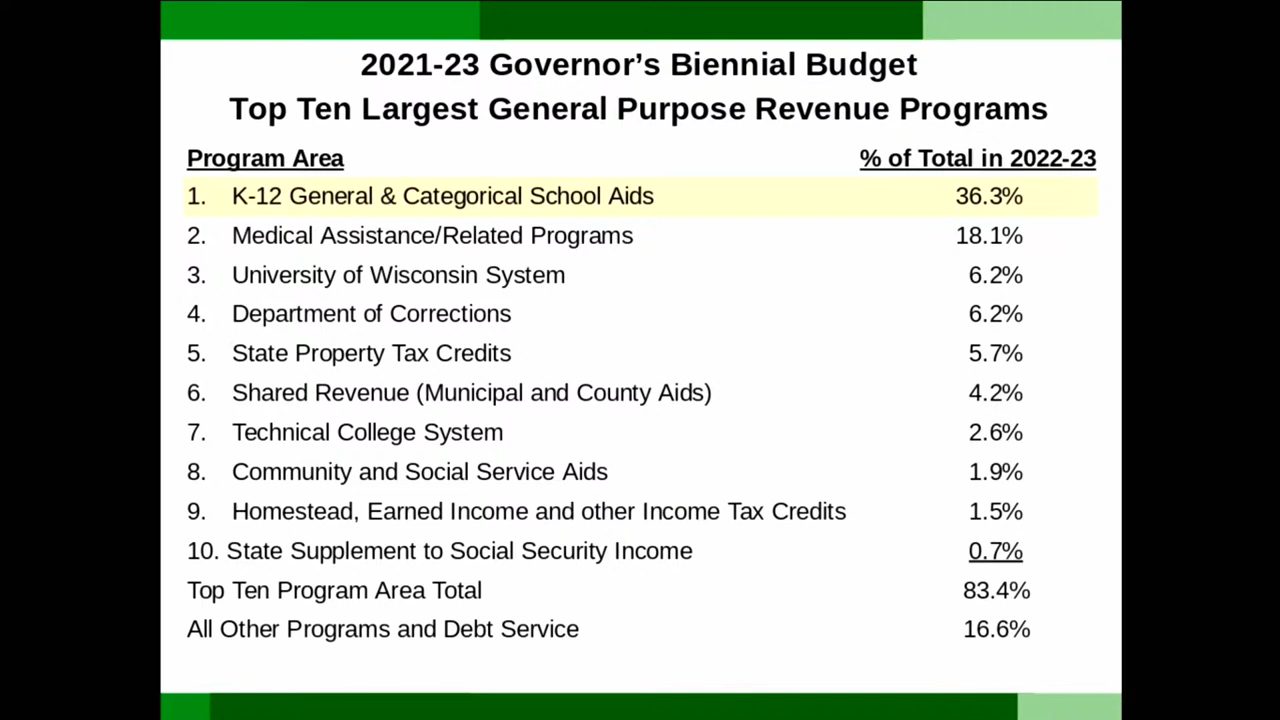 2021-23 Governor’s Biennial Budget
Top Ten Largest General Purpose Revenue Programs
Program Area % of Total in 2022-23
1. K-12 General & Categorical School Aids 36.3%
2. Medical Assistance/Related Programs 18.1%
3. University of Wisconsin System 6.2%
4. Department of Corrections 6.2%
5. State Property Tax Credits 5.7%
6. Shared Revenue (Municipal and County Aids) 4.2%
7. Technical College System 2.6%
8. Community and Social Service Aids 1.9%
9. Homestead, Earned Income and other Income Tax Credits 1.5%
10. State Supplement to Social Security Income 0.7%
Top Ten Program Area Total 83.4%
All Other Programs and Debt Service 16.6%